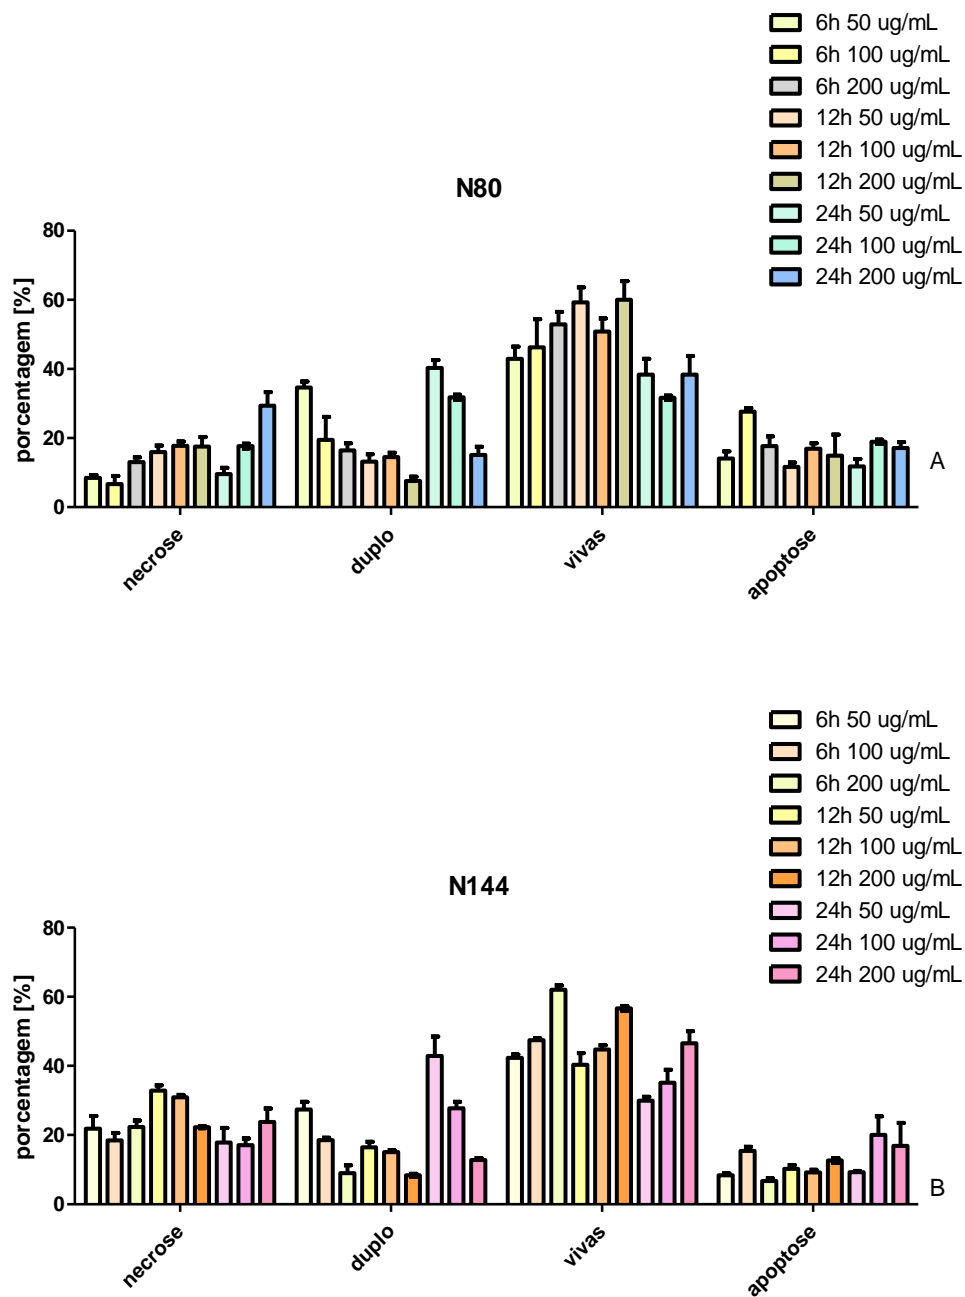 6h 50 ug/mL
6h 100 ug/mL
6h 200 ug/mL
12h 50 ug/mL
12h 100 ug/mL
12h 200 ug/mL
24h 50 ug/mL
24h 100 ug/mL
24h 200 ug/mL
N80
porcentagem [%]
80
60
40
20
0
necrose
duplo
vivas
apoptose
A
6h 50 ug/mL
6h 100 ug/mL
6h 200 ug/mL
12h 50 ug/mL
12h 100 ug/mL
12h 200 ug/mL
24h 50 ug/mL
24h 100 ug/mL
24h 200 ug/mL
N144
porcentagem [%]
80
60
40
20
0
necrose
duplo
vivas
apoptose
B